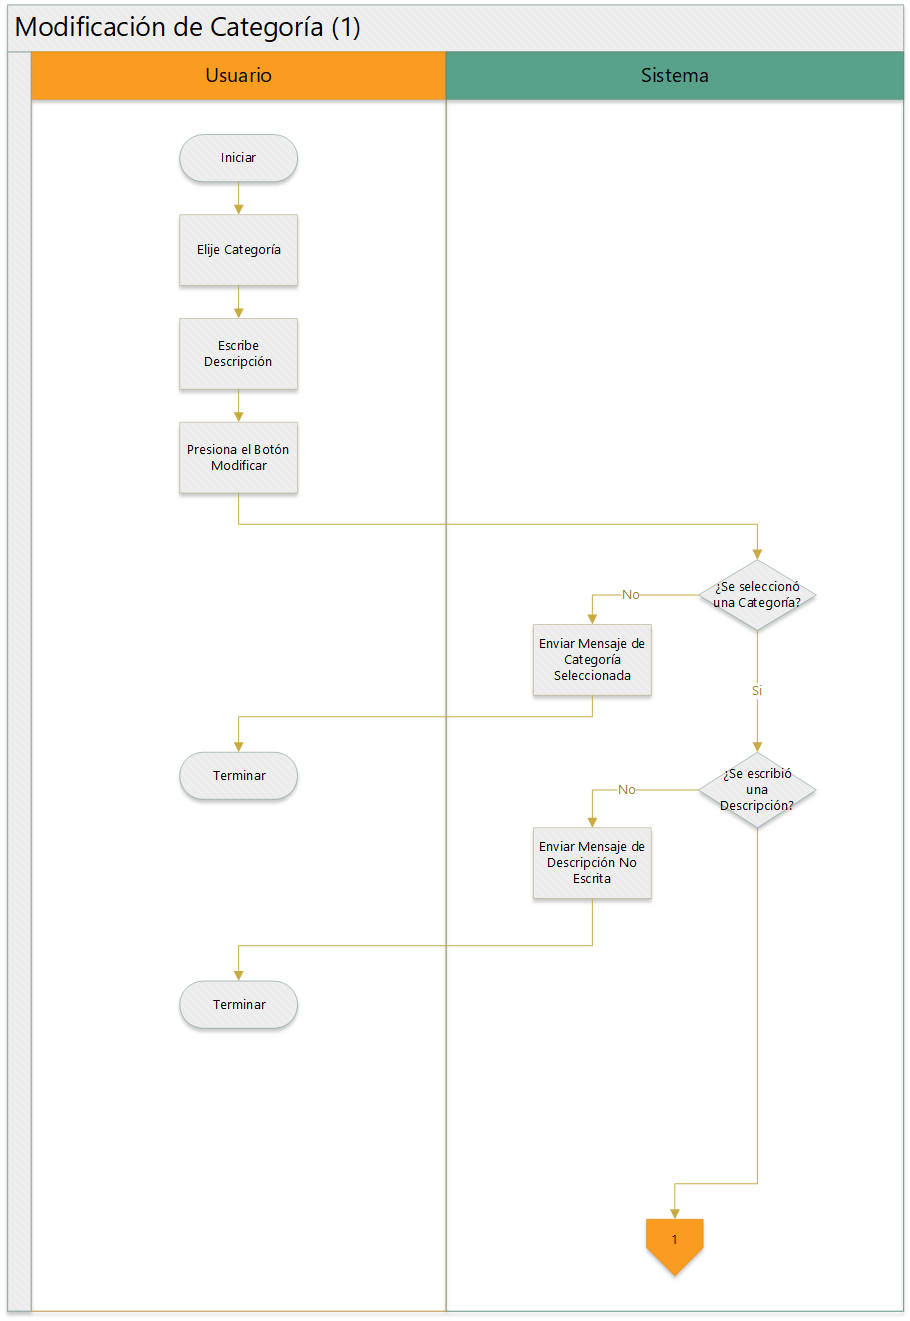 Modificación de Categoría (1)
Usuario
Sistema
Iniciar
Elije Categoría
Escribe
Descripción
Presiona el Botón
Modificar
¿Se seleccionó
una Categoría?
No
Enviar Mensaje de
Categoría
Seleccionada
Si
Terminar
¿Se escribió
una
Descripción?
No
Enviar Mensaje de
Descripción No
Escrita
Terminar
1